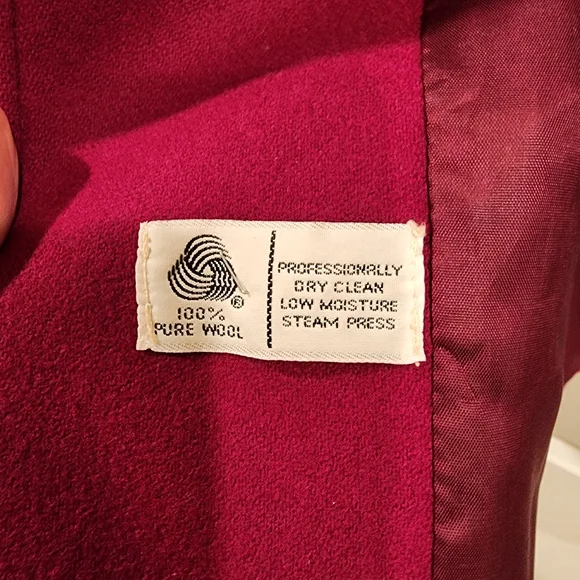 ®
100%
PURE WOOL
PROFESSIONALLY
DRY CLEAN
LOW MOISTURE
STEAM PRESS